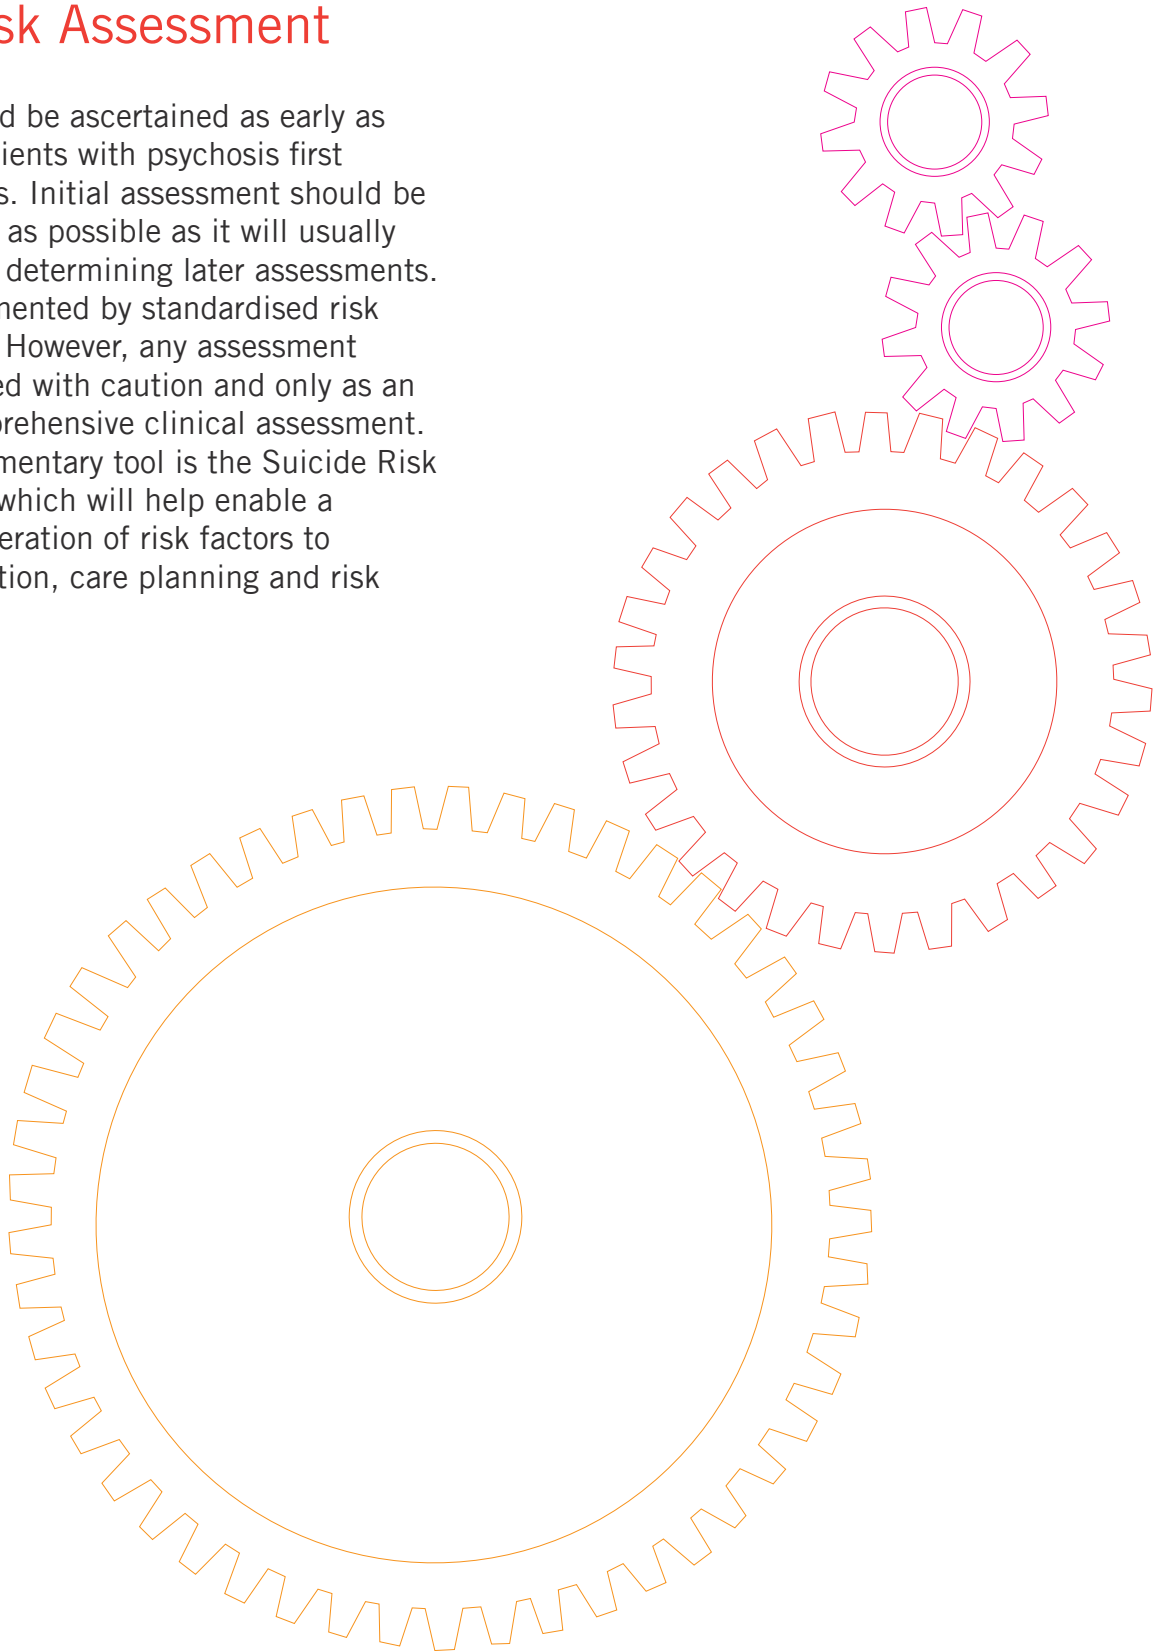 sk Assessment
d be ascertained as early as
ients with psychosis first
s. Initial assessment should be
as possible as it will usually
determining later assessments.
nented by standardised risk
However, any assessment
ed with caution and only as an
prehensive clinical assessment.
mentary tool is the Suicide Risk
which will help enable a
eration of risk factors to
tion, care planning and risk